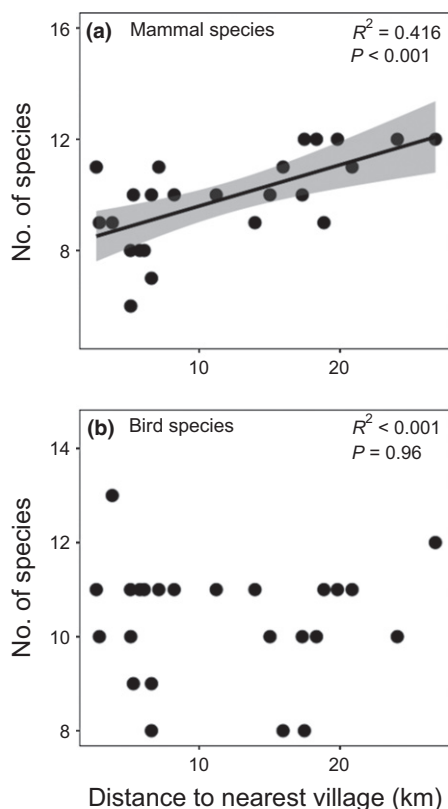 (a) Mammal species
R² = 0.416
P < 0.001
No. of species
16
12
8
10 20
(b) Bird species
R² < 0.001
P = 0.96
No. of species
14
12
10
8
10 20
Distance to nearest village (km)